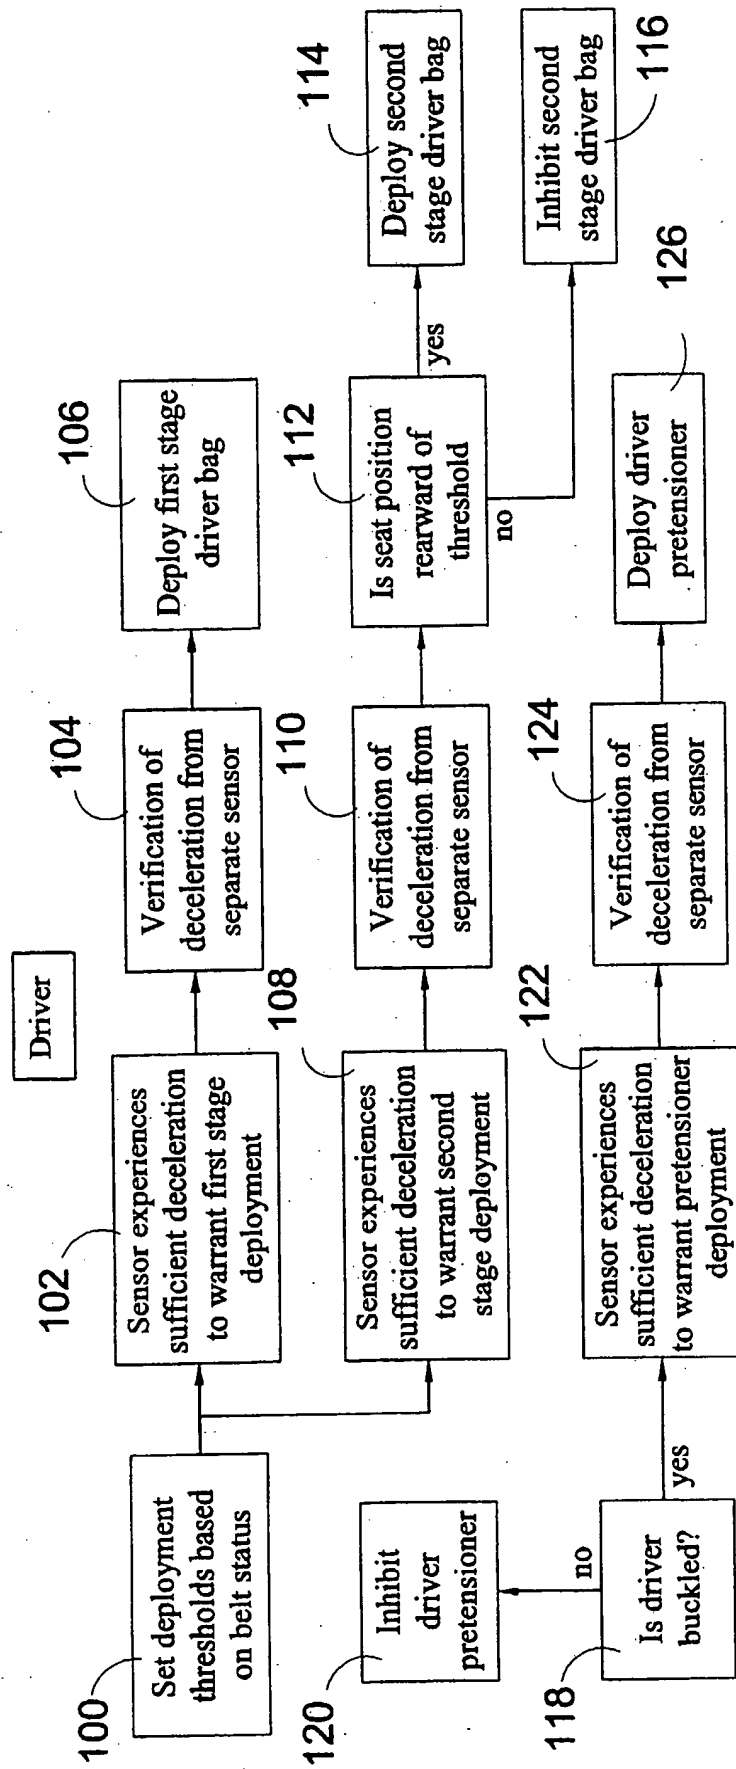 Driver
100
Set deployment
thresholds based
on belt status
102
Sensor experiences
sufficient deceleration
to warrant first stage
deployment
104
Verification of
deceleration from
separate sensor
106
Deploy first stage
driver bag
108
Sensor experiences
sufficient deceleration
to warrant second
stage deployment
110
Verification of
deceleration from
separate sensor
112
Is seat position
rearward of
threshold
yes
no
114
Deploy second
stage driver bag
116
Inhibit second
stage driver bag
118
Is driver
buckled?
no
yes
120
Inhibit
driver
pretensioner
122
Sensor experiences
sufficient deceleration
to warrant pretensioner
deployment
124
Verification of
deceleration from
separate sensor
126
Deploy driver
pretensioner